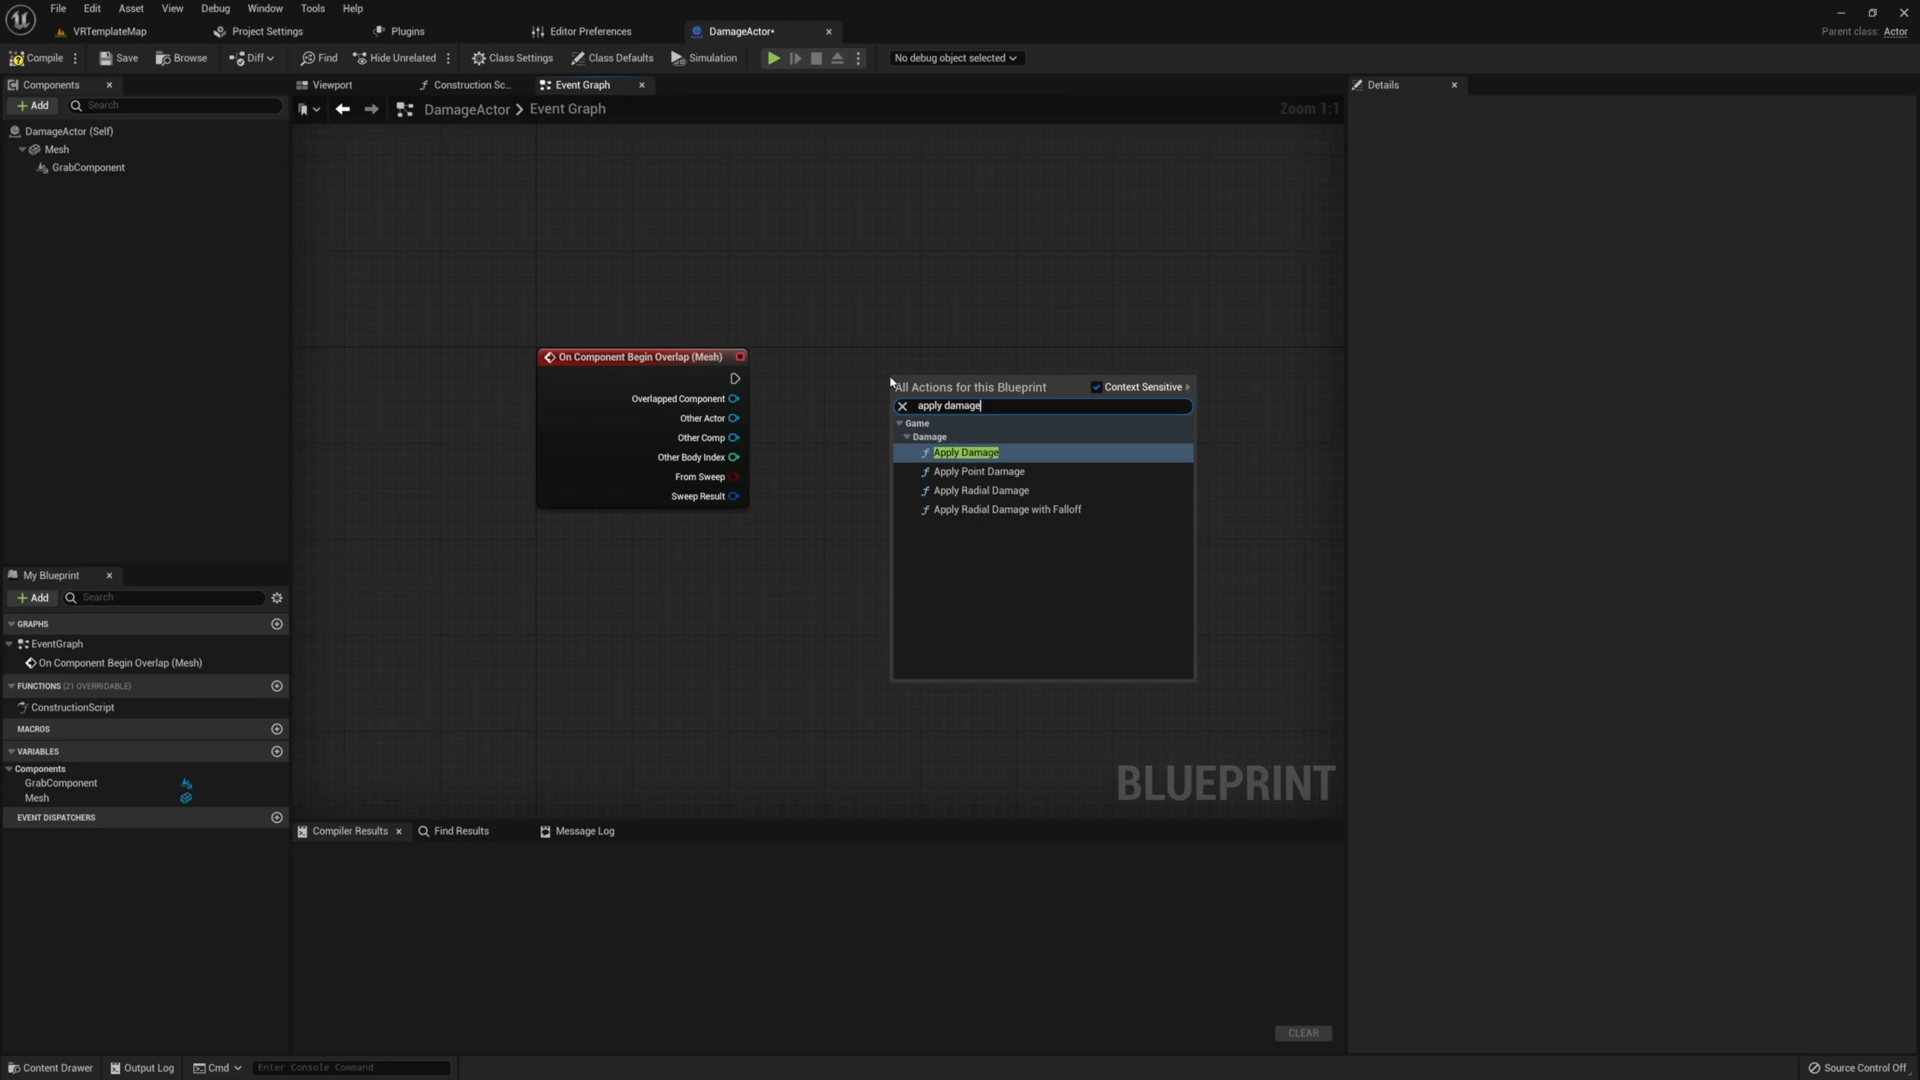 File Edit Asset View Debug Window Tools Help
VRTemplateMap Project Settings Plugins Editor Preferences DamageActor* Parent class: Actor
Compile Save Browse Diff Find Hide Unrelated Class Settings Class Defaults Simulation No debug object selected
Components Viewport Construction Sc... Event Graph Details
Add Search DamageActor > Event Graph Zoom 1:1
DamageActor (Self)
Mesh
GrabComponent
On Component Begin Overlap (Mesh)
Overlapped Component
Other Actor
Other Comp
Other Body Index
From Sweep
Sweep Result
All Actions for this Blueprint Context Sensitive
apply damage
Game
Damage
Apply Damage
Apply Point Damage
Apply Radial Damage
Apply Radial Damage with Falloff
My Blueprint
Add Search
GRAPHS
EventGraph
On Component Begin Overlap (Mesh)
FUNCTIONS (21 OVERRIDABLE)
ConstructionScript
MACROS
VARIABLES
Components
GrabComponent
Mesh
EVENT DISPATCHERS
BLUEPRINT
Compiler Results Find Results Message Log
CLEAR
Content Drawer Output Log Cmd Enter Console Command Source Control Off